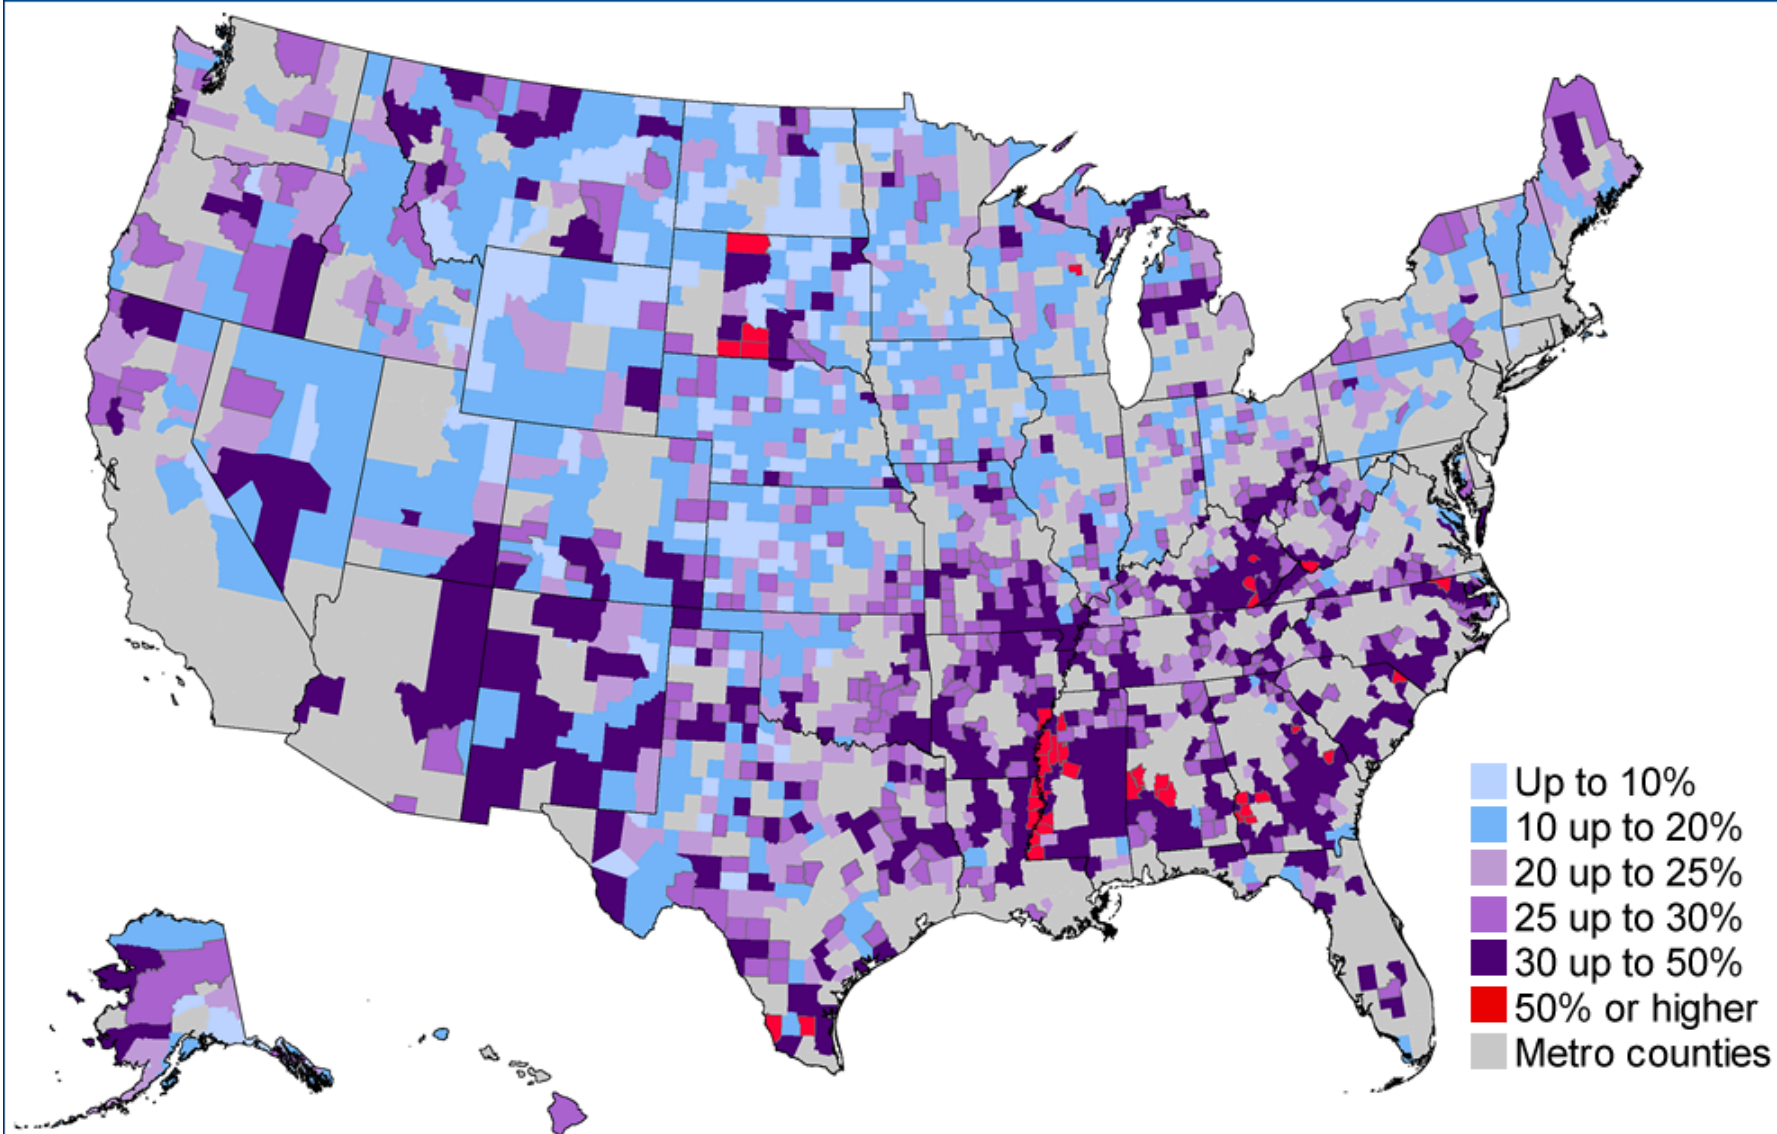 Up to 10%
10 up to 20%
20 up to 25%
25 up to 30%
30 up to 50%
50% or higher
Metro counties